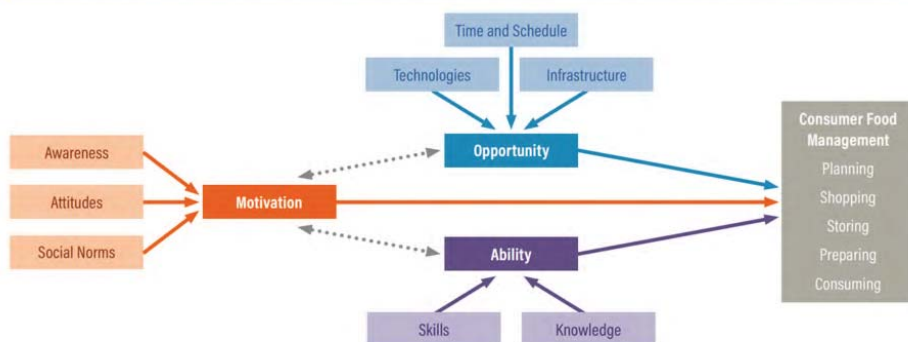 Time and Schedule
Technologies
Infrastructure
Awareness
Attitudes
Social Norms
Motivation
Opportunity
Ability
Skills
Knowledge
Consumer Food
Management
Planning
Shopping
Storing
Preparing
Consuming